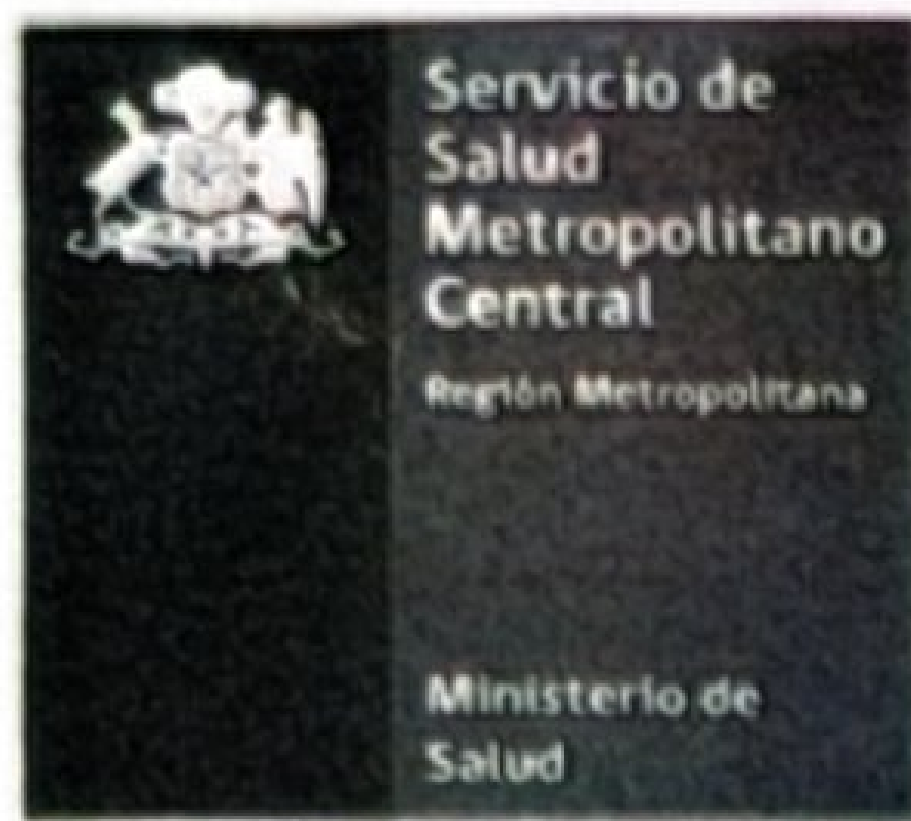 Servicio de
Salud
Metropolitano
Central
Región Metropolitana
Ministerio de
Salud